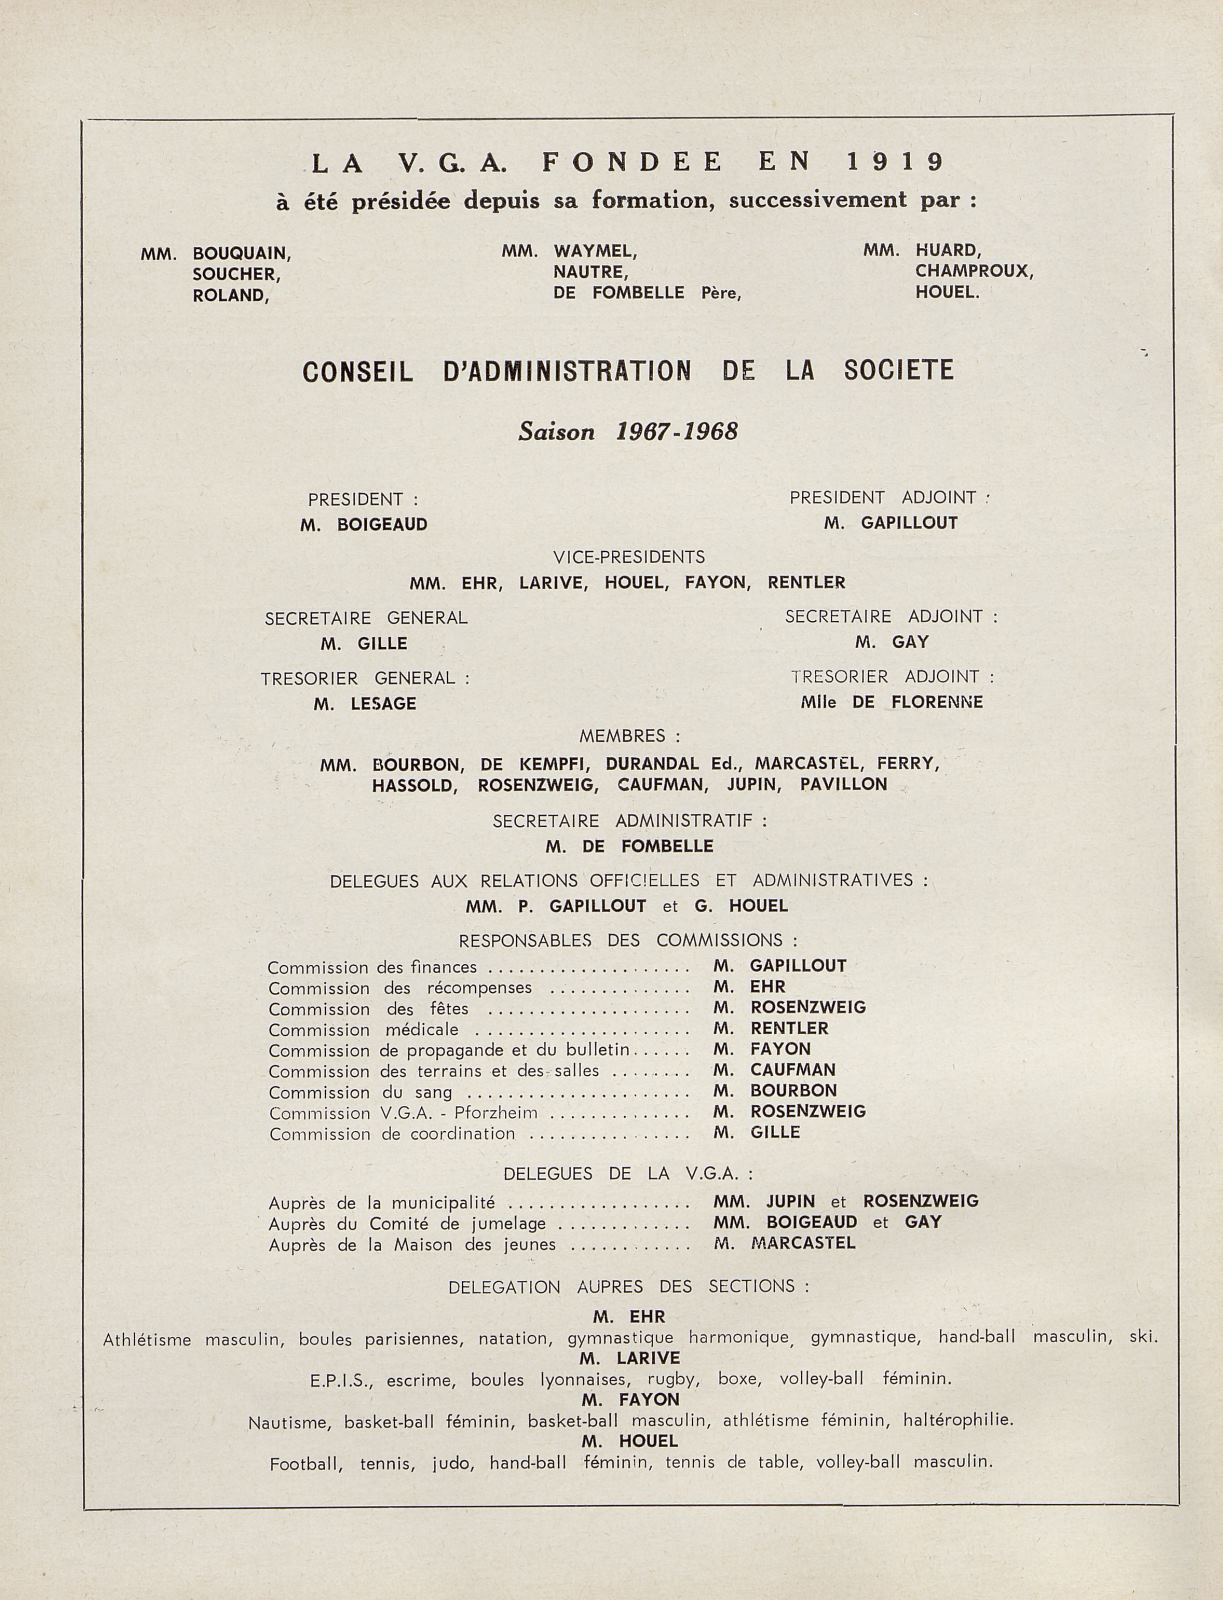 LA V.G.A. FONDEE EN 1919
à été présidée depuis sa formation, successivement par :
MM. BOUQUAIN,
SOUCHER,
ROLAND,
MM. WAYMEL,
NAUTRE,
DE FOMBELLE Père,
MM. HUARD,
CHAMPROUX,
HOUEL.
CONSEIL D'ADMINISTRATION DE LA SOCIETE
Saison 1967-1968
PRESIDENT :
M. BOIGEAUD
PRESIDENT ADJOINT :
M. GAPILLOUT
VICE-PRESIDENTS
MM. EHR, LARIVE, HOUEL, FAYON, RENTLER
SECRETAIRE GENERAL
M. GILLE
SECRETAIRE ADJOINT :
M. GAY
TRESORIER GENERAL :
M. LESAGE
TRESORIER ADJOINT :
Mlle DE FLORENNE
MEMBRES :
MM. BOURBON, DE KEMPFI, DURANDAL Ed., MARCASTEL, FERRY,
HASSOLD, ROSENZWEIG, CAUFMAN, JUPIN, PAVILLON
SECRETAIRE ADMINISTRATIF :
M. DE FOMBELLE
DELEGUES AUX RELATIONS OFFICIELLES ET ADMINISTRATIVES :
MM. P. GAPILLOUT et G. HOUEL
RESPONSABLES DES COMMISSIONS :
Commission des finances .................... M. GAPILLOUT
Commission des récompenses .............. M. EHR
Commission des fêtes .................... M. ROSENZWEIG
Commission médicale ..................... M. RENTLER
Commission de propagande et du bulletin...... M. FAYON
Commission des terrains et des salles ........ M. CAUFMAN
Commission du sang ...................... M. BOURBON
Commission V.G.A. - Pforzheim .............. M. ROSENZWEIG
Commission de coordination ................ M. GILLE
DELEGUES DE LA V.G.A. :
Auprès de la municipalité .................. MM. JUPIN et ROSENZWEIG
Auprès du Comité de jumelage ............. MM. BOIGEAUD et GAY
Auprès de la Maison des jeunes ............ M. MARCASTEL
DELEGATION AUPRES DES SECTIONS :
M. EHR
Athlétisme masculin, boules parisiennes, natation, gymnastique harmonique, gymnastique, hand-ball masculin, ski.
M. LARIVE
E.P.I.S., escrime, boules lyonnaises, rugby, boxe, volley-ball féminin.
M. FAYON
Nautisme, basket-ball féminin, basket-ball masculin, athlétisme féminin, haltérophilie.
M. HOUEL
Football, tennis, judo, hand-ball féminin, tennis de table, volley-ball masculin.